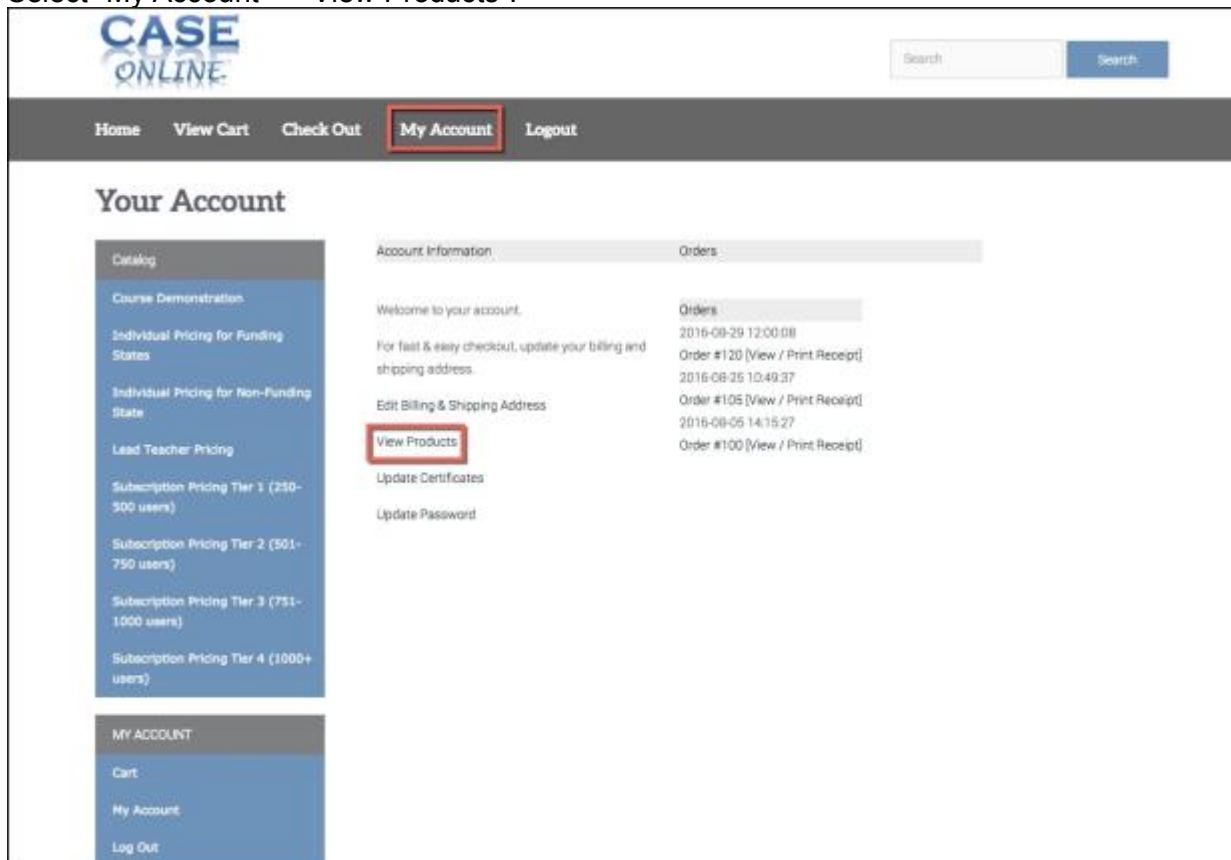 Select "My Account" "View Products".
CASE
ONLINE
Search
Search
Home View Cart Check Out My Account Logout
Your Account
Catalog
Course Demonstration
Individual Pricing for Funding
States
Individual Pricing for Non-Funding
State
Lead Teacher Pricing
Subscription Pricing Tier 1 (250-
500 users)
Subscription Pricing Tier 2 (501-
750 users)
Subscription Pricing Tier 3 (751-
1000 users)
Subscription Pricing Tier 4 (1000+
users)
MY ACCOUNT
Cart
My Account
Log Out
Account Information
Welcome to your account.
For fast & easy checkout, update your billing and
shipping address.
Edit Billing & Shipping Address
View Products
Update Certificates
Update Password
Orders
Orders
2016-08-29 12:00:08
Order #120 [View / Print Receipt]
2016-08-25 10:49:37
Order #105 [View / Print Receipt]
2016-08-05 14:15:27
Order #100 [View / Print Receipt]